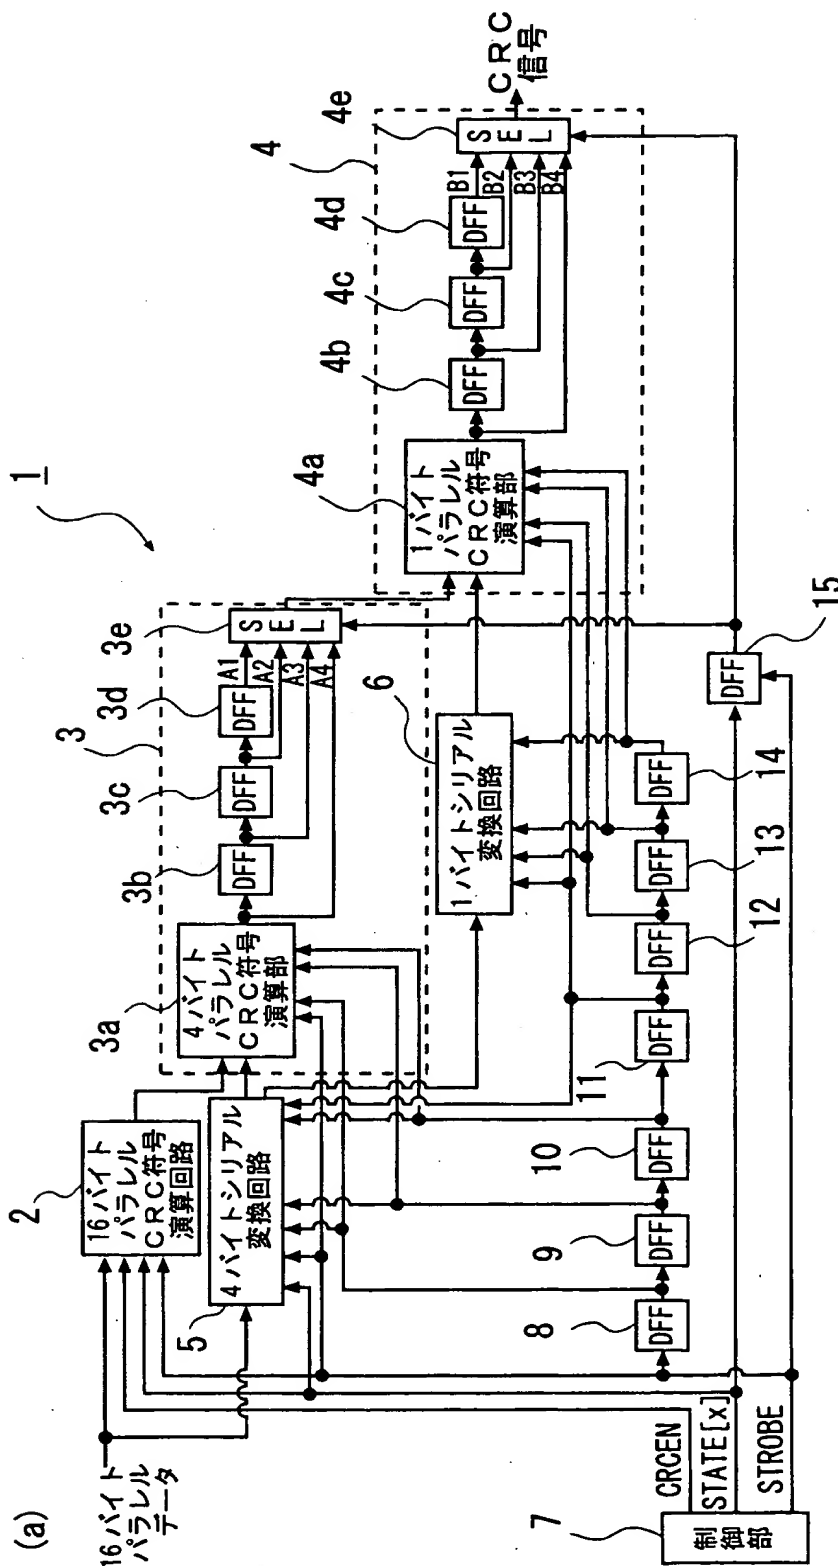 (a)
1
16バイト
パラレル
データ
2
16バイト
パラレル
CRC符号
演算回路
5
4バイトシリアル
変換回路
3
3a
4バイト
パラレル
CRC符号
演算部
3b
DFF
3c
DFF
3d
DFF
A1
A2
A3
A4
3e
SEL
6
1バイトシリアル
変換回路
4
4a
1バイト
パラレル
CRC符号
演算部
4b
DFF
4c
DFF
4d
DFF
B1
B2
B3
B4
4e
SEL
CRC
信号
7
制御部
CRCEN
STATE[x]
STROBE
8
DFF
9
DFF
10
DFF
11
DFF
12
DFF
13
DFF
14
DFF
15
DFF